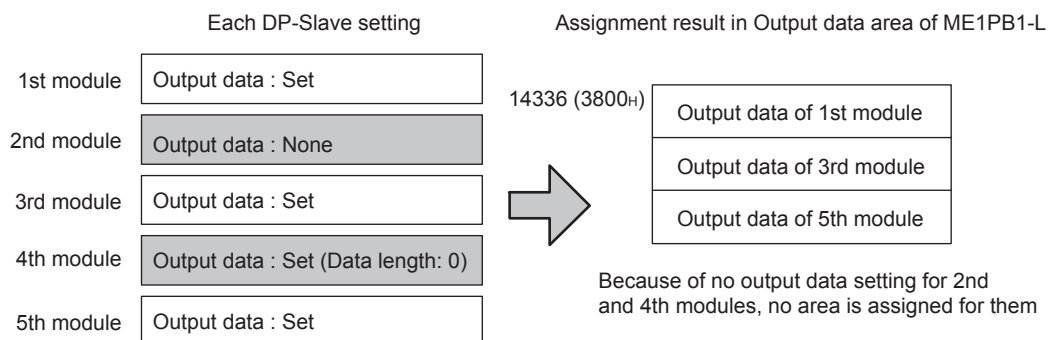 Each DP-Slave setting
Assignment result in Output data area of ME1PB1-L
1st module
Output data : Set
2nd module
Output data : None
3rd module
Output data : Set
4th module
Output data : Set (Data length: 0)
5th module
Output data : Set
14336 (3800H)
Output data of 1st module
Output data of 3rd module
Output data of 5th module
Because of no output data setting for 2nd
and 4th modules, no area is assigned for them